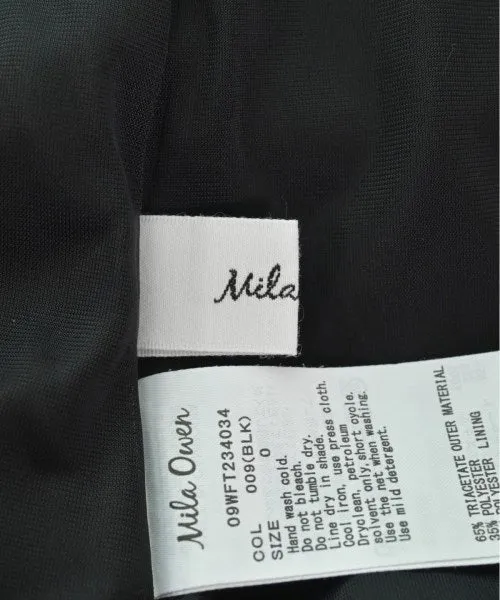 Mila
Mila Owen
09WFT234034
COL 009(BLK)
SIZE 0
Hand wash cold.
Do not bleach.
Do not tumble dry.
Line dry in shade.
Cool iron, use press cloth.
Dryclean, petroleum
solvent only, short cycle.
Use the net when washing.
Use mild detergent.
OUTER MATERIAL
65% TRIACETATE
35% POLYESTER
LINING
POLYESTER